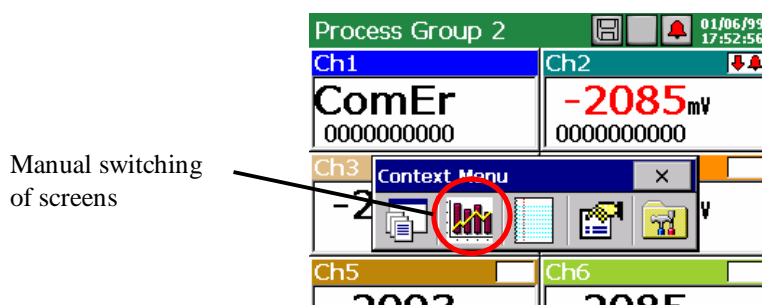 Process Group 2
01/06/99
17:52:56
Ch1
Ch2
ComEr
-2085mV
0000000000
0000000000
Manual switching
of screens
Ch3
Context Menu
-2
V
Ch5
Ch6